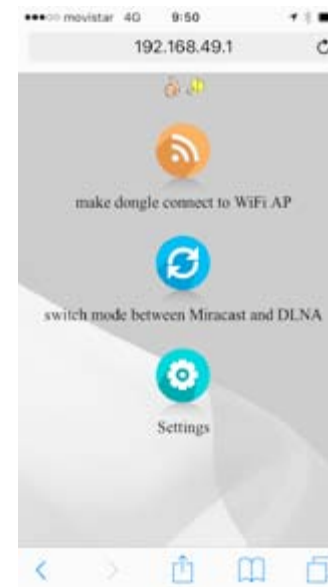 movistar 4G 9:50
192.168.49.1
make dongle connect to WiFi AP
switch mode between Miracast and DLNA
Settings